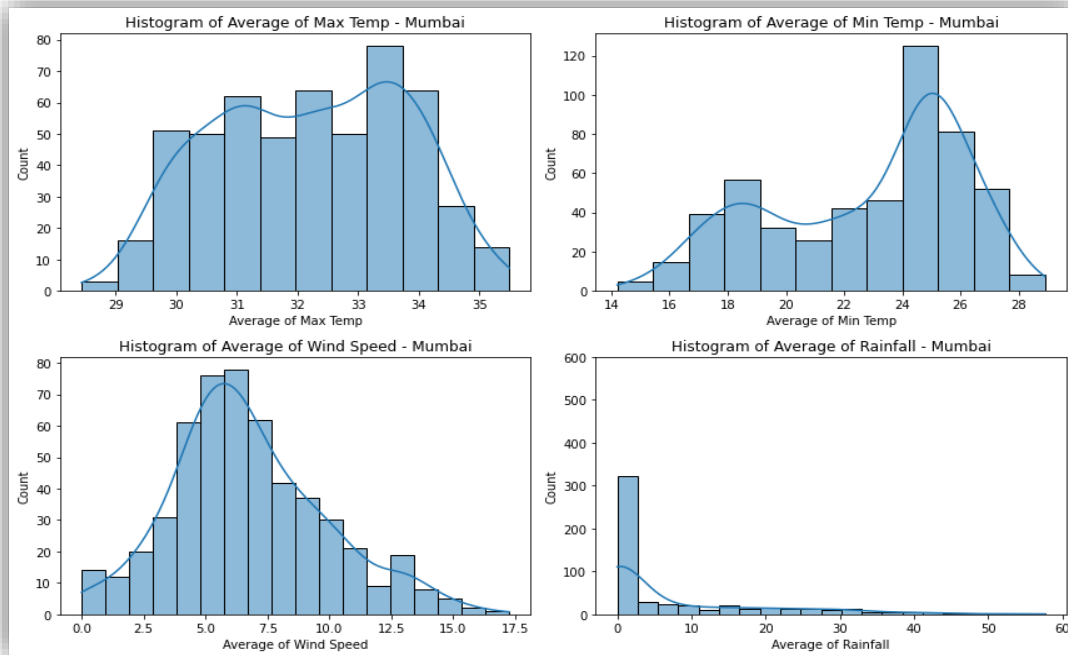 Histogram of Average of Max Temp - Mumbai
80
70
60
50
40
30
20
10
0
Count
29 30 31 32 33 34 35
Average of Max Temp
Histogram of Average of Min Temp - Mumbai
120
100
80
60
40
20
0
Count
14 16 18 20 22 24 26 28
Average of Min Temp
Histogram of Average of Wind Speed - Mumbai
80
70
60
50
40
30
20
10
0
Count
0.0 2.5 5.0 7.5 10.0 12.5 15.0 17.5
Average of Wind Speed
Histogram of Average of Rainfall - Mumbai
600
500
400
300
200
100
0
Count
0 10 20 30 40 50 60
Average of Rainfall